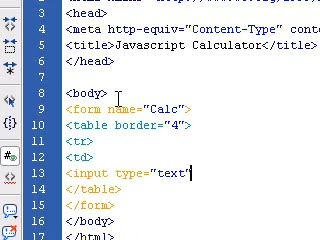 3 <head>
4 <meta http-equiv="Content-Type" conte
5 <title>Javascript Calculator</title>
6 </head>
7
8 <body>
9 <form name="Calc">
10 <table border="4">
11 <tr>
12 <td>
13 <input type="text"
14 </table>
15 </form>
16 </body>
17 </html>